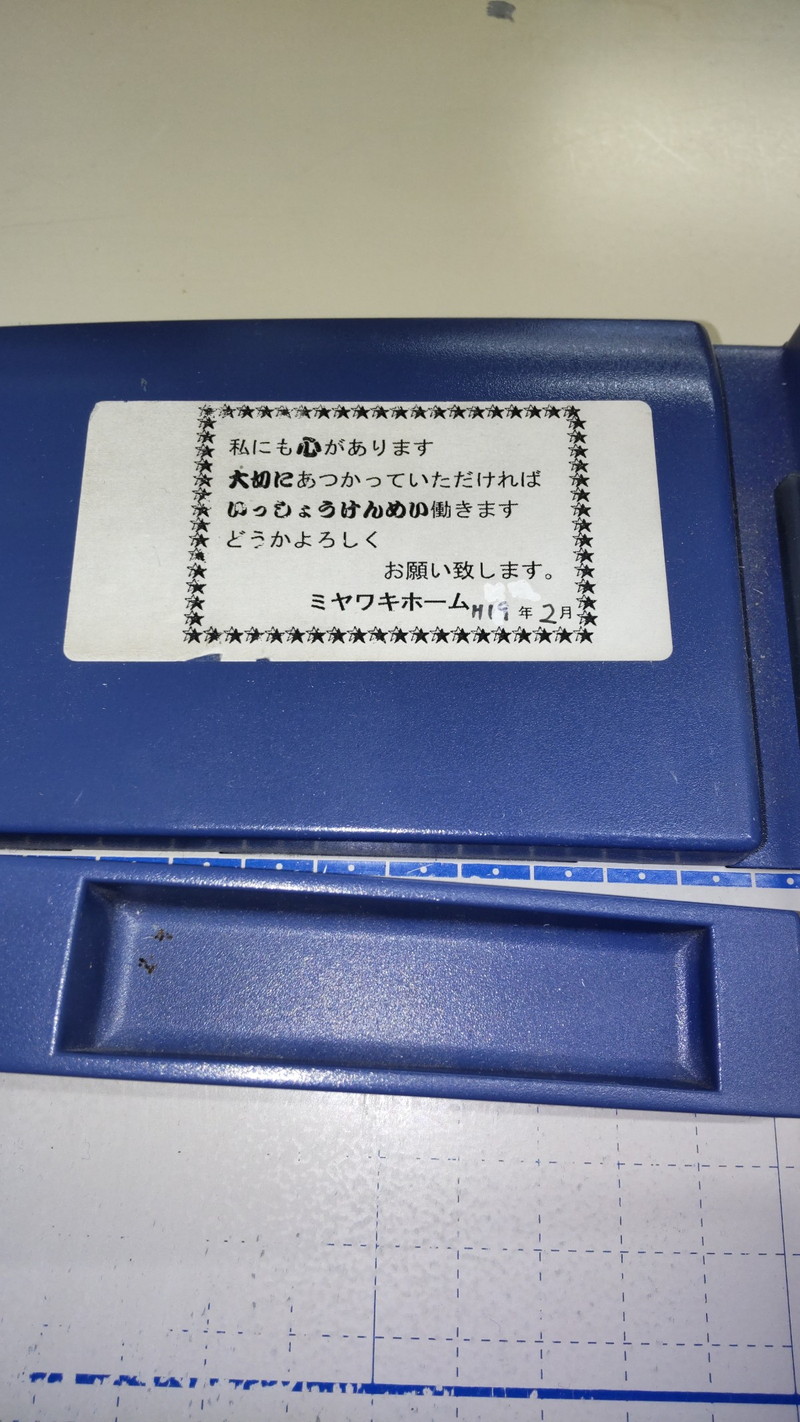 私にも心があります
大切にあつかっていただければ
いっしょうけんめい働きます
どうかよろしく
お願い致します。
ミヤワキホーム H19年2月